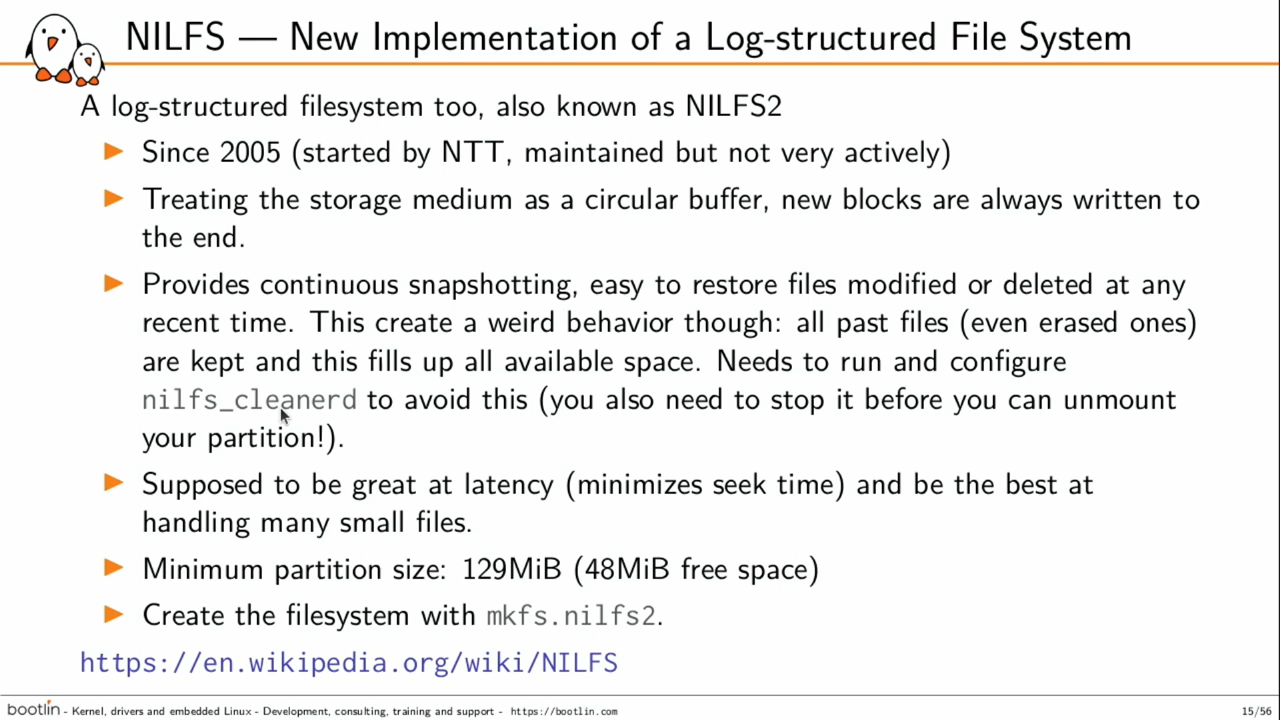 NILFS — New Implementation of a Log-structured File System
A log-structured filesystem too, also known as NILFS2
Since 2005 (started by NTT, maintained but not very actively)
Treating the storage medium as a circular buffer, new blocks are always written to
the end.
Provides continuous snapshotting, easy to restore files modified or deleted at any
recent time. This create a weird behavior though: all past files (even erased ones)
are kept and this fills up all available space. Needs to run and configure
nilfs_cleanerd to avoid this (you also need to stop it before you can unmount
your partition!).
Supposed to be great at latency (minimizes seek time) and be the best at
handling many small files.
Minimum partition size: 129MiB (48MiB free space)
Create the filesystem with mkfs.nilfs2.
https://en.wikipedia.org/wiki/NILFS
bootlin - Kernel, drivers and embedded Linux - Development, consulting, training and support - https://bootlin.com
15/56